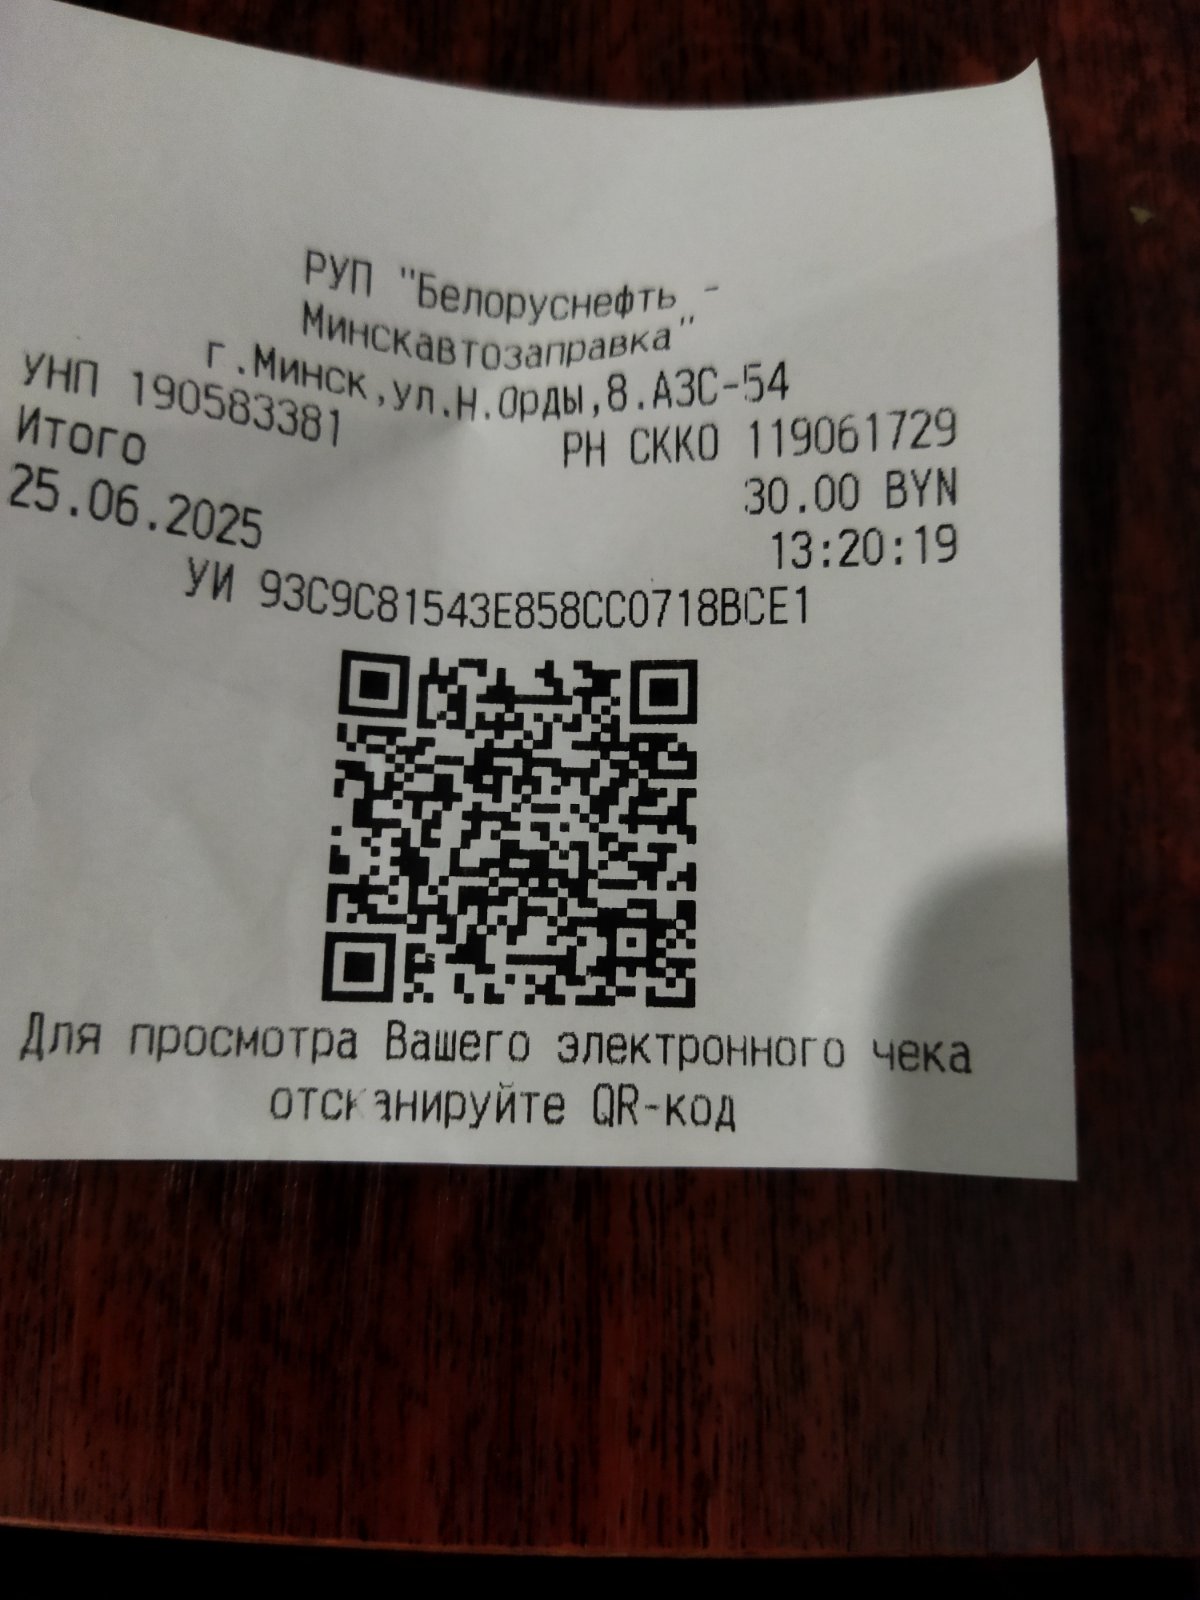 РУП "Белоруснефть -
Минскавтозаправка"
г.Минск,ул.Н.Орды,8.АЗС-54
УНП 190583381 РН СККО 119061729
Итого 30.00 BYN
25.06.2025 13:20:19
УИ 93C9C81543E858CC0718BCE1
Для просмотра Вашего электронного чека
отсканируйте QR-код